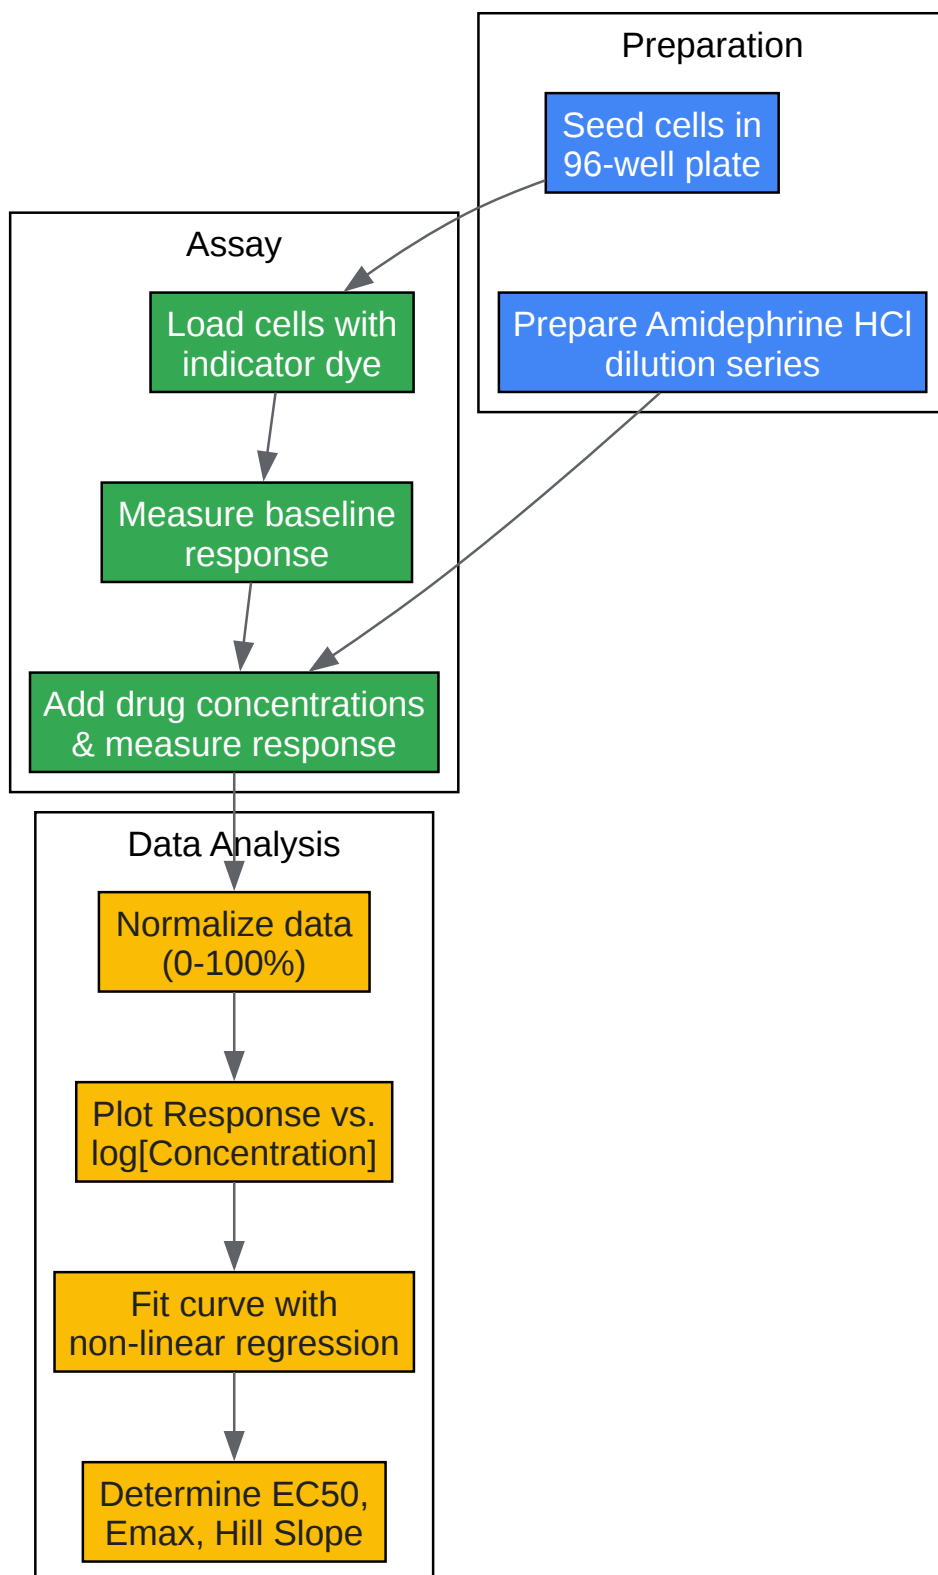 Preparation
Seed cells in
96-well plate
Prepare Amidephrine HCl
dilution series
Assay
Load cells with
indicator dye
Measure baseline
response
Add drug concentrations
& measure response
Data Analysis
Normalize data
(0-100%)
Plot Response vs.
log[Concentration]
Fit curve with
non-linear regression
Determine EC50,
Emax, Hill Slope